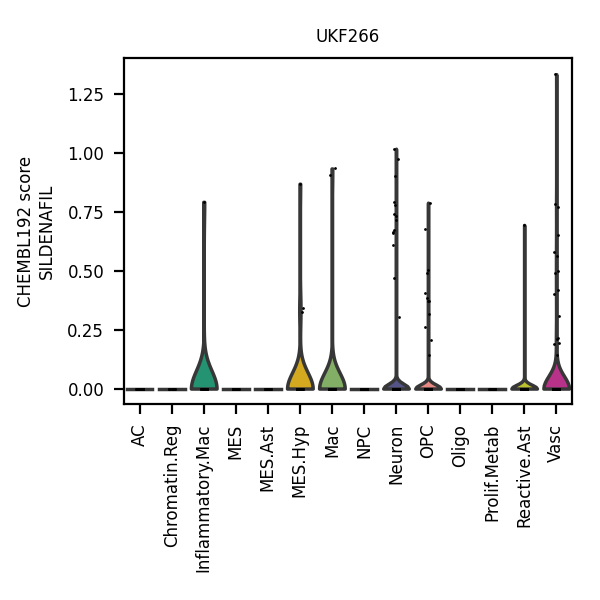 UKF266
CHEMBL192 score
SILDENAFIL
1.25
1.00
0.75
0.50
0.25
0.00
AC
Chromatin.Reg
Inflammatory.Mac
MES
MES.Ast
MES.Hyp
Mac
NPC
Neuron
OPC
Oligo
Prolif.Metab
Reactive.Ast
Vasc